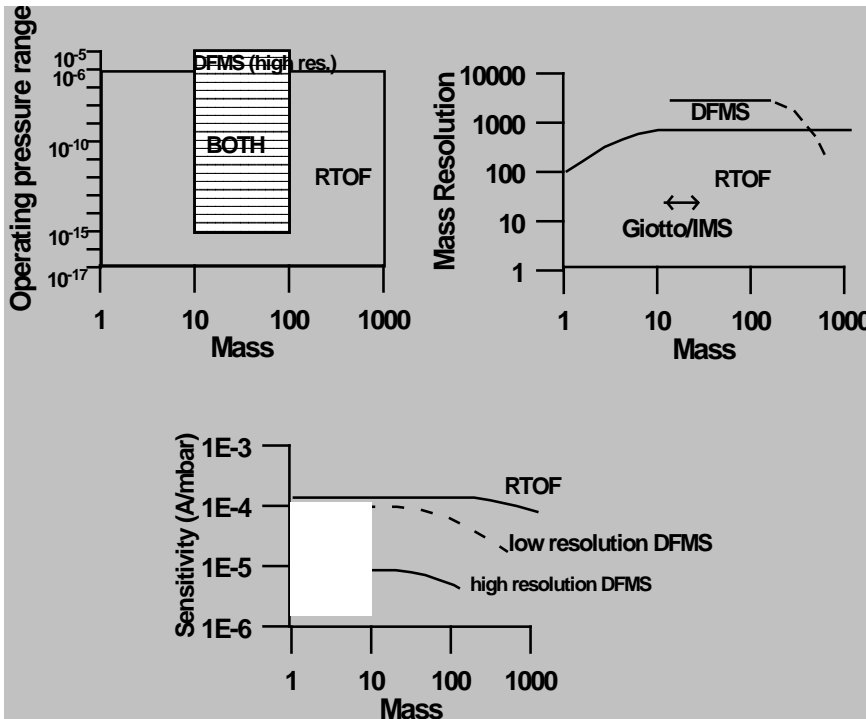 Operating pressure range
10-5
10-6
10-10
10-15
10-17
DFMS (high res.)
BOTH
RTOF
1 10 100 1000
Mass
Mass Resolution
10000
1000
100
10
1
DFMS
RTOF
Giotto/IMS
1 10 100 1000
Mass
Sensitivity (A/mbar)
1E-3
1E-4
1E-5
1E-6
RTOF
low resolution DFMS
high resolution DFMS
1 10 100 1000
Mass